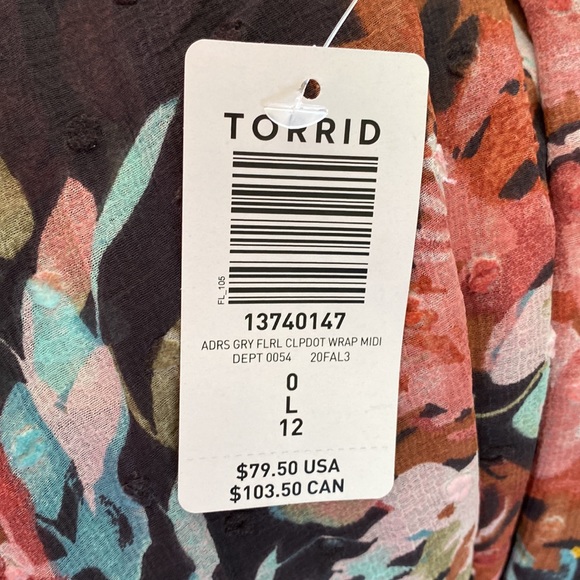 TORRID
FL_105
13740147
ADRS GRY FLRL CLPDOT WRAP MIDI
DEPT 0054 20FAL3
0
L
12
$79.50 USA
$103.50 CAN